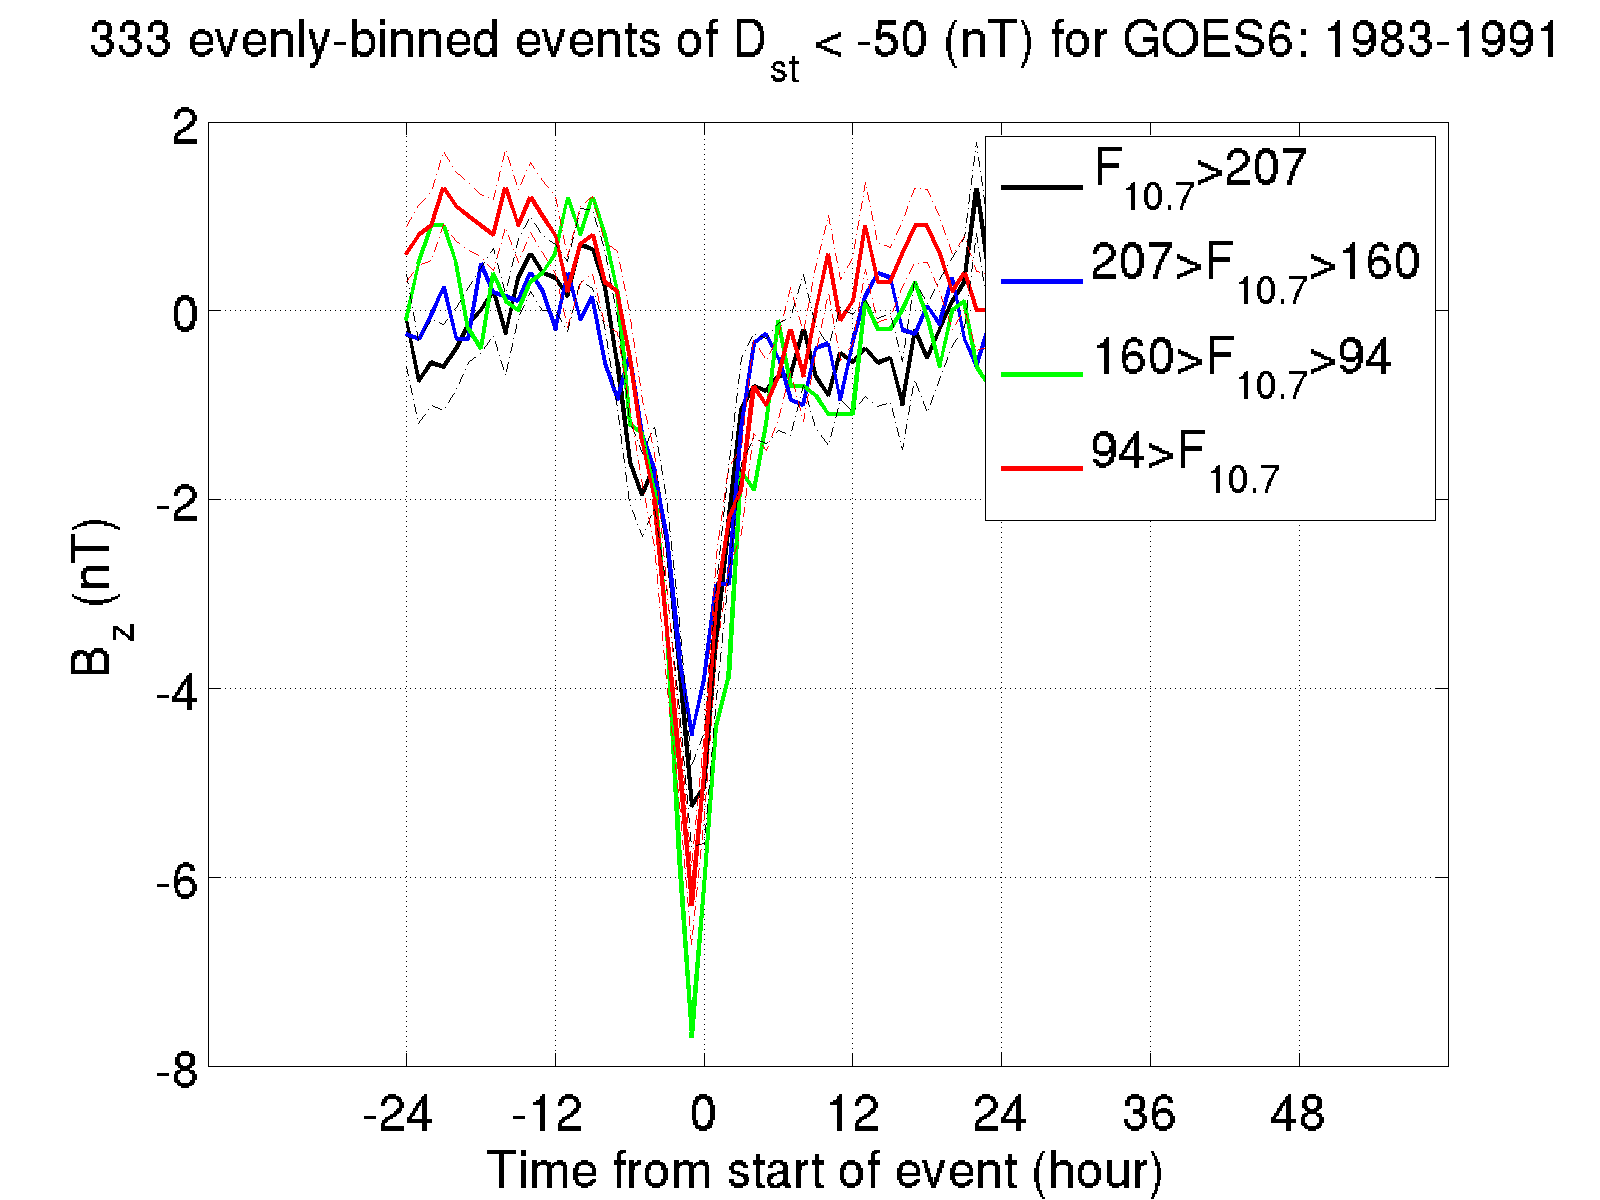 333 evenly-binned events of Dst < -50 (nT) for GOES6: 1983-1991
2
0
-2
-4
-6
-8
Bz (nT)
F10.7>207
207>F10.7>160
160>F10.7>94
94>F10.7
-24 -12 0 12 24 36 48
Time from start of event (hour)